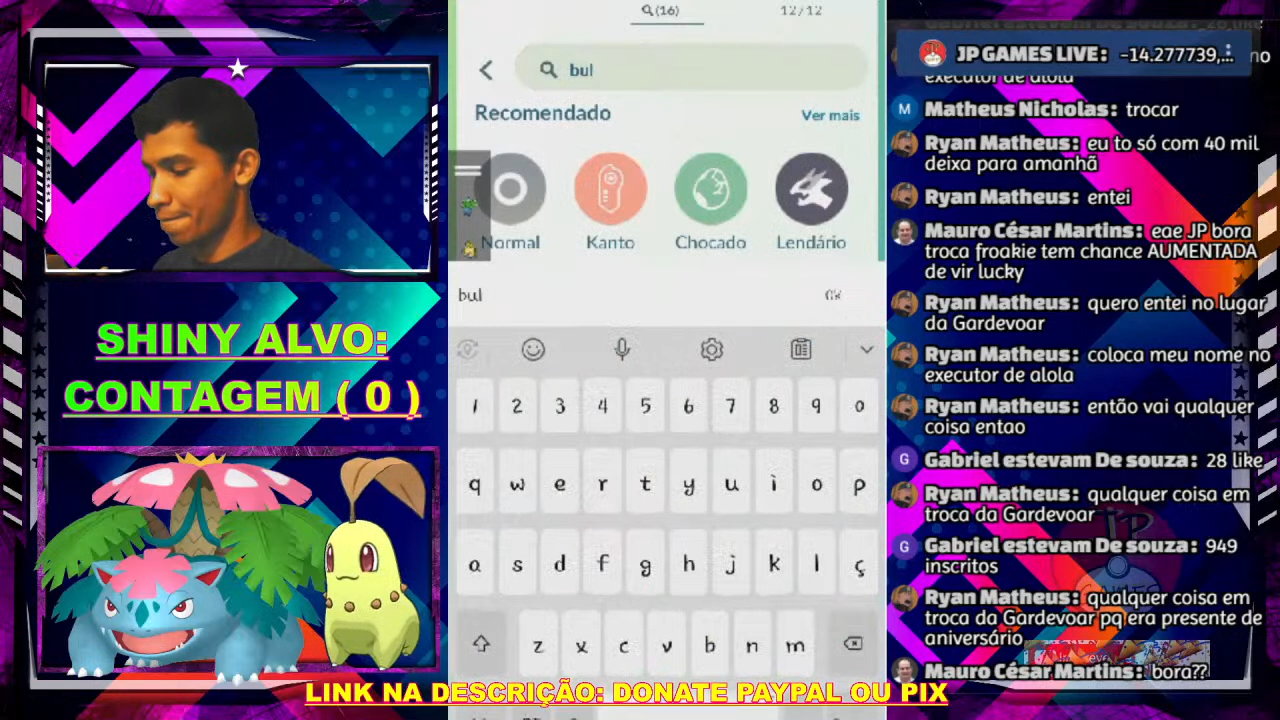 SHINY ALVO:
CONTAGEM ( 0 )
(16)
12/12
bul
Recomendado
Ver mais
Normal
Kanto
Chocado
Lendário
bul
OK
1 2 3 4 5 6 7 8 9 0
q w e r t y u i o p
a s d f g h j k l ç
z x c v b n m
JP GAMES LIVE: -14.277739,...
no
executor de alola
M
Matheus Nicholas: trocar
Ryan Matheus: eu to só com 40 mil
deixa para amanhã
Ryan Matheus: entei
Mauro César Martins: eae JP bora
troca froakie tem chance AUMENTADA
de vir lucky
Ryan Matheus: quero entei no lugar
da Gardevoar
Ryan Matheus: coloca meu nome no
executor de alola
Ryan Matheus: então vai qualquer
coisa entao
G
Gabriel estevam De souza: 28 like
Ryan Matheus: qualquer coisa em
troca da Gardevoar
G
Gabriel estevam De souza: 949
inscritos
Ryan Matheus: qualquer coisa em
troca da Gardevoar pq era presente de
aniversário
Mauro César Martins: bora??
LINK NA DESCRIÇÃO: DONATE PAYPAL OU PIX